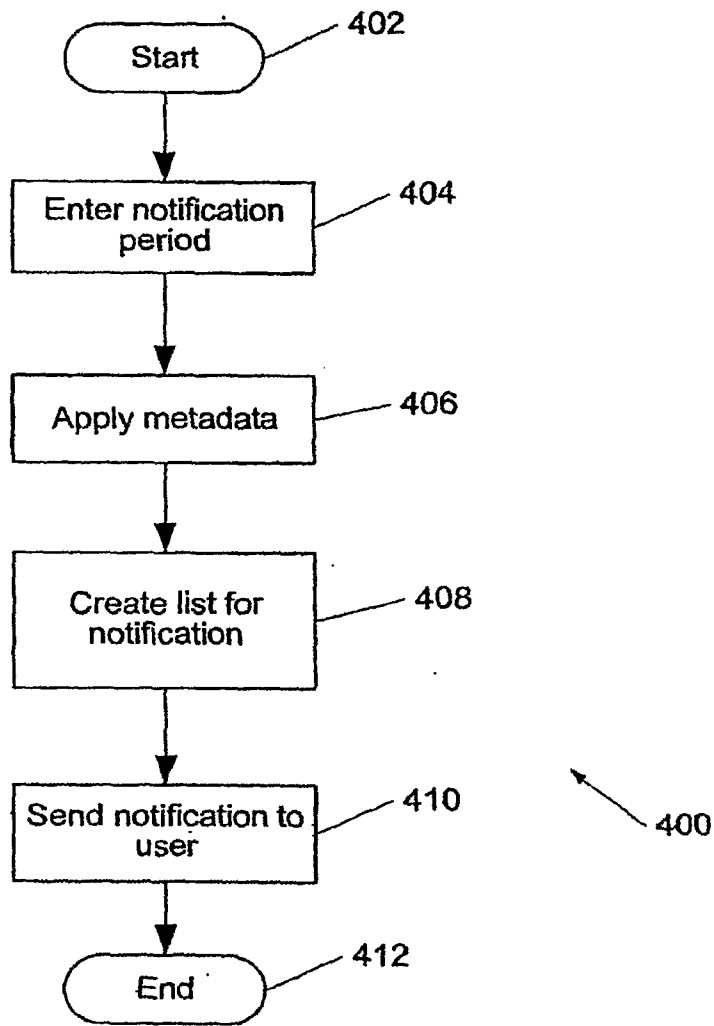 Start
402
Enter notification
period
404
Apply metadata
406
Create list for
notification
408
Send notification to
user
410
400
End
412